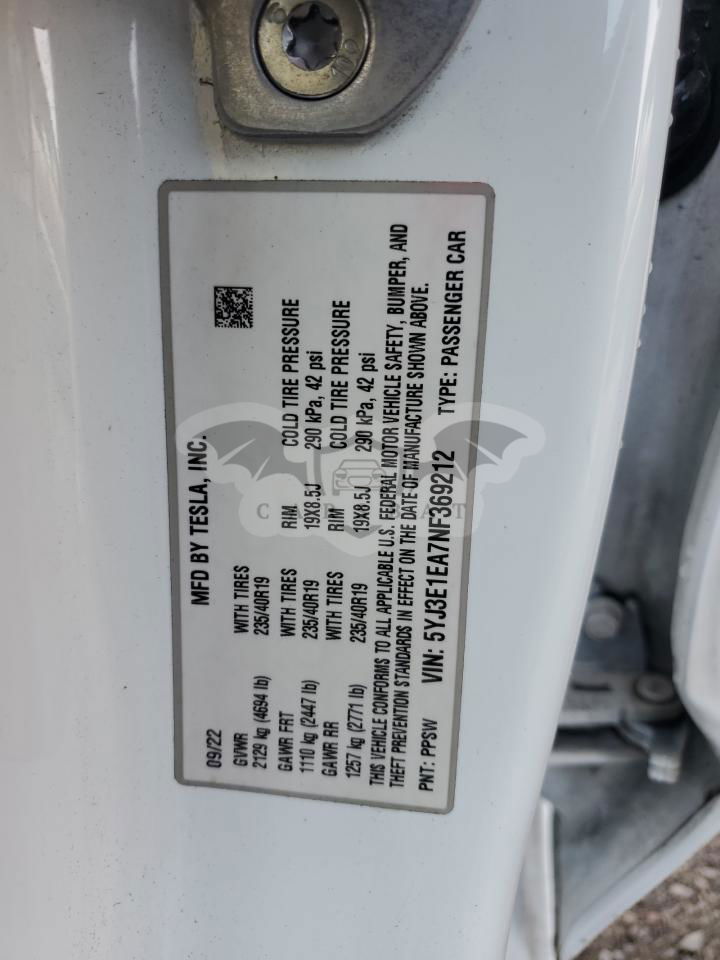 MFD BY TESLA, INC.
09/22
GVWR WITH TIRES RIM COLD TIRE PRESSURE
2129 kg (4694 lb) 235/40R19
GAWR FRT WITH TIRES RIM COLD TIRE PRESSURE
1110 kg (2447 lb) 235/40R19 19X8.5J 290 kPa, 42 psi
GAWR RR WITH TIRES RIM COLD TIRE PRESSURE
1257 kg (2771 lb) 235/40R19 19X8.5J 290 kPa, 42 psi
THIS VEHICLE CONFORMS TO ALL APPLICABLE U.S. FEDERAL MOTOR VEHICLE SAFETY, BUMPER, AND
THEFT PREVENTION STANDARDS IN EFFECT ON THE DATE OF MANUFACTURE SHOWN ABOVE.
PNT: PPSW VIN: 5YJ3E1EA7NF369212 TYPE: PASSENGER CAR